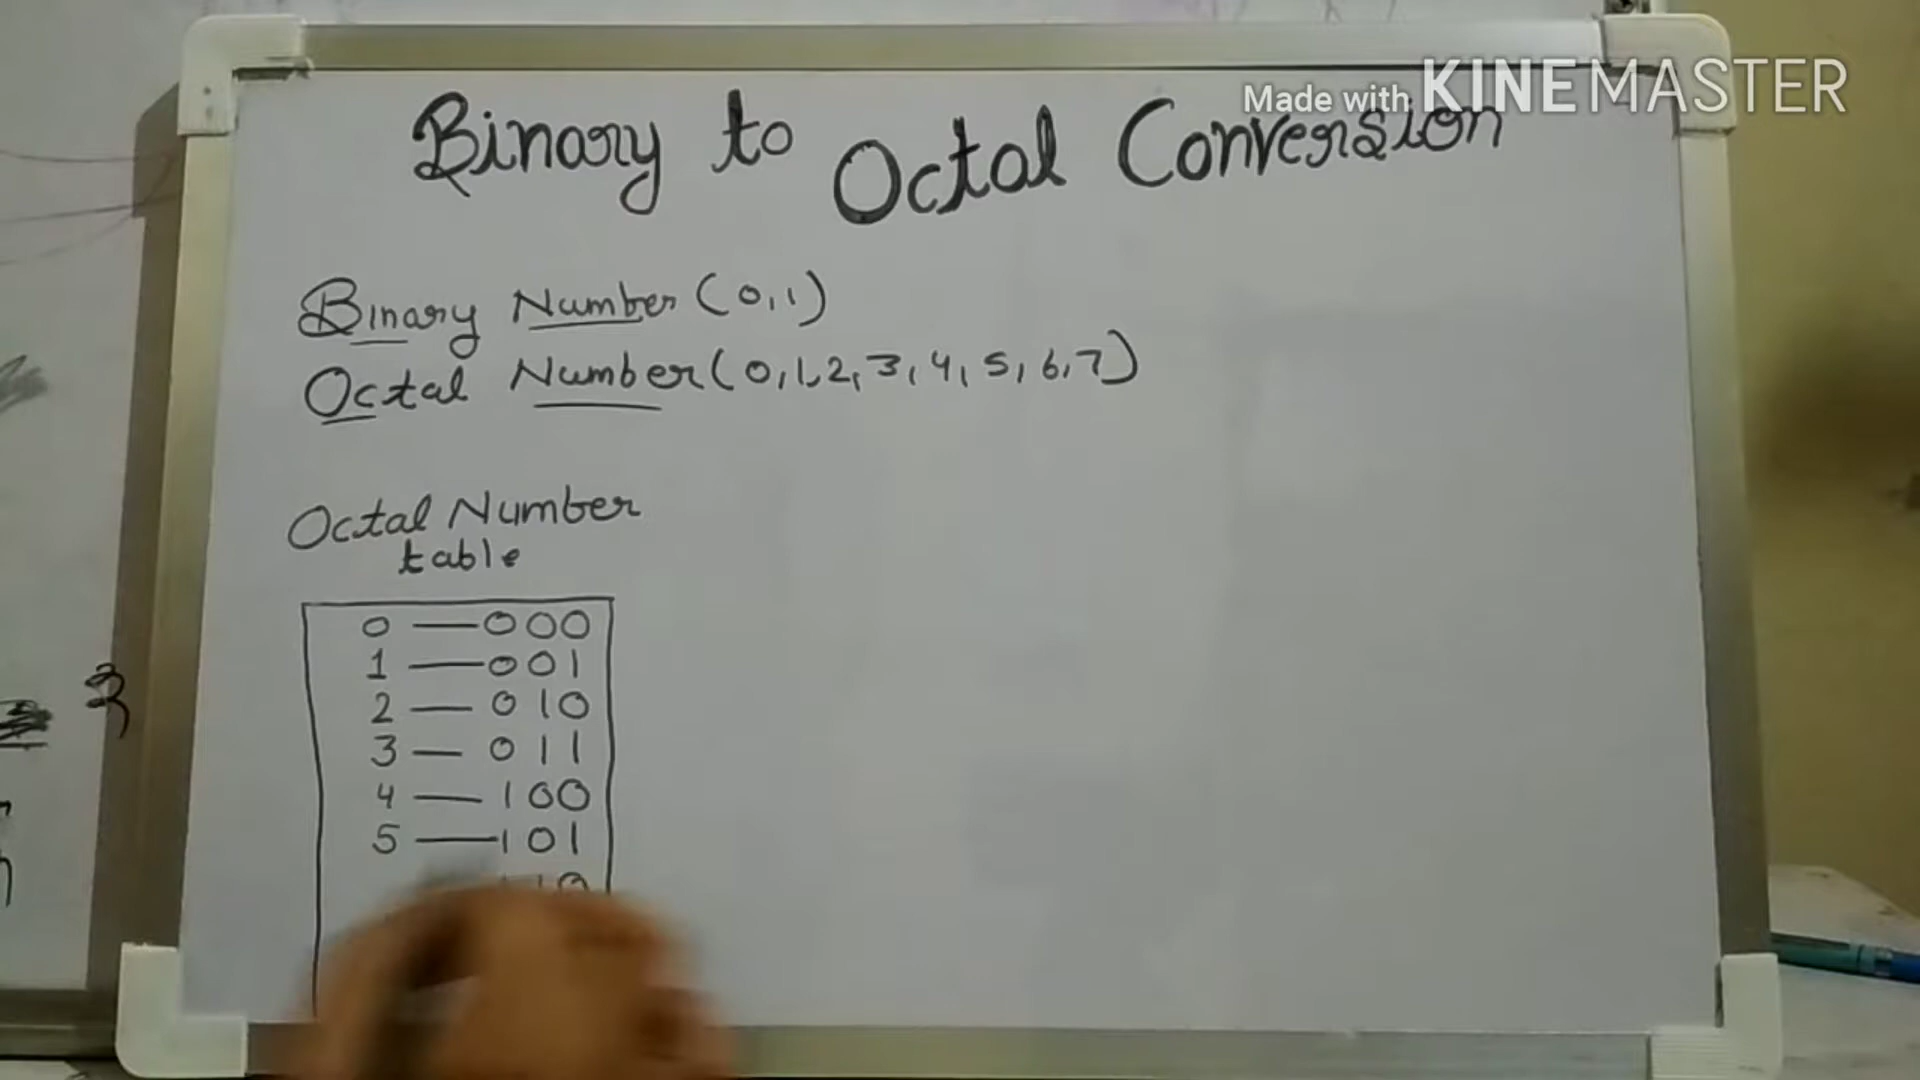 Made with KINEMASTER
Binary to Octal Conversion
Binary Number (0,1)
Octal Number (0,1,2,3,4,5,6,7)
Octal Number
table
0 — 000
1 — 001
2 — 010
3 — 011
4 — 100
5 — 101
3